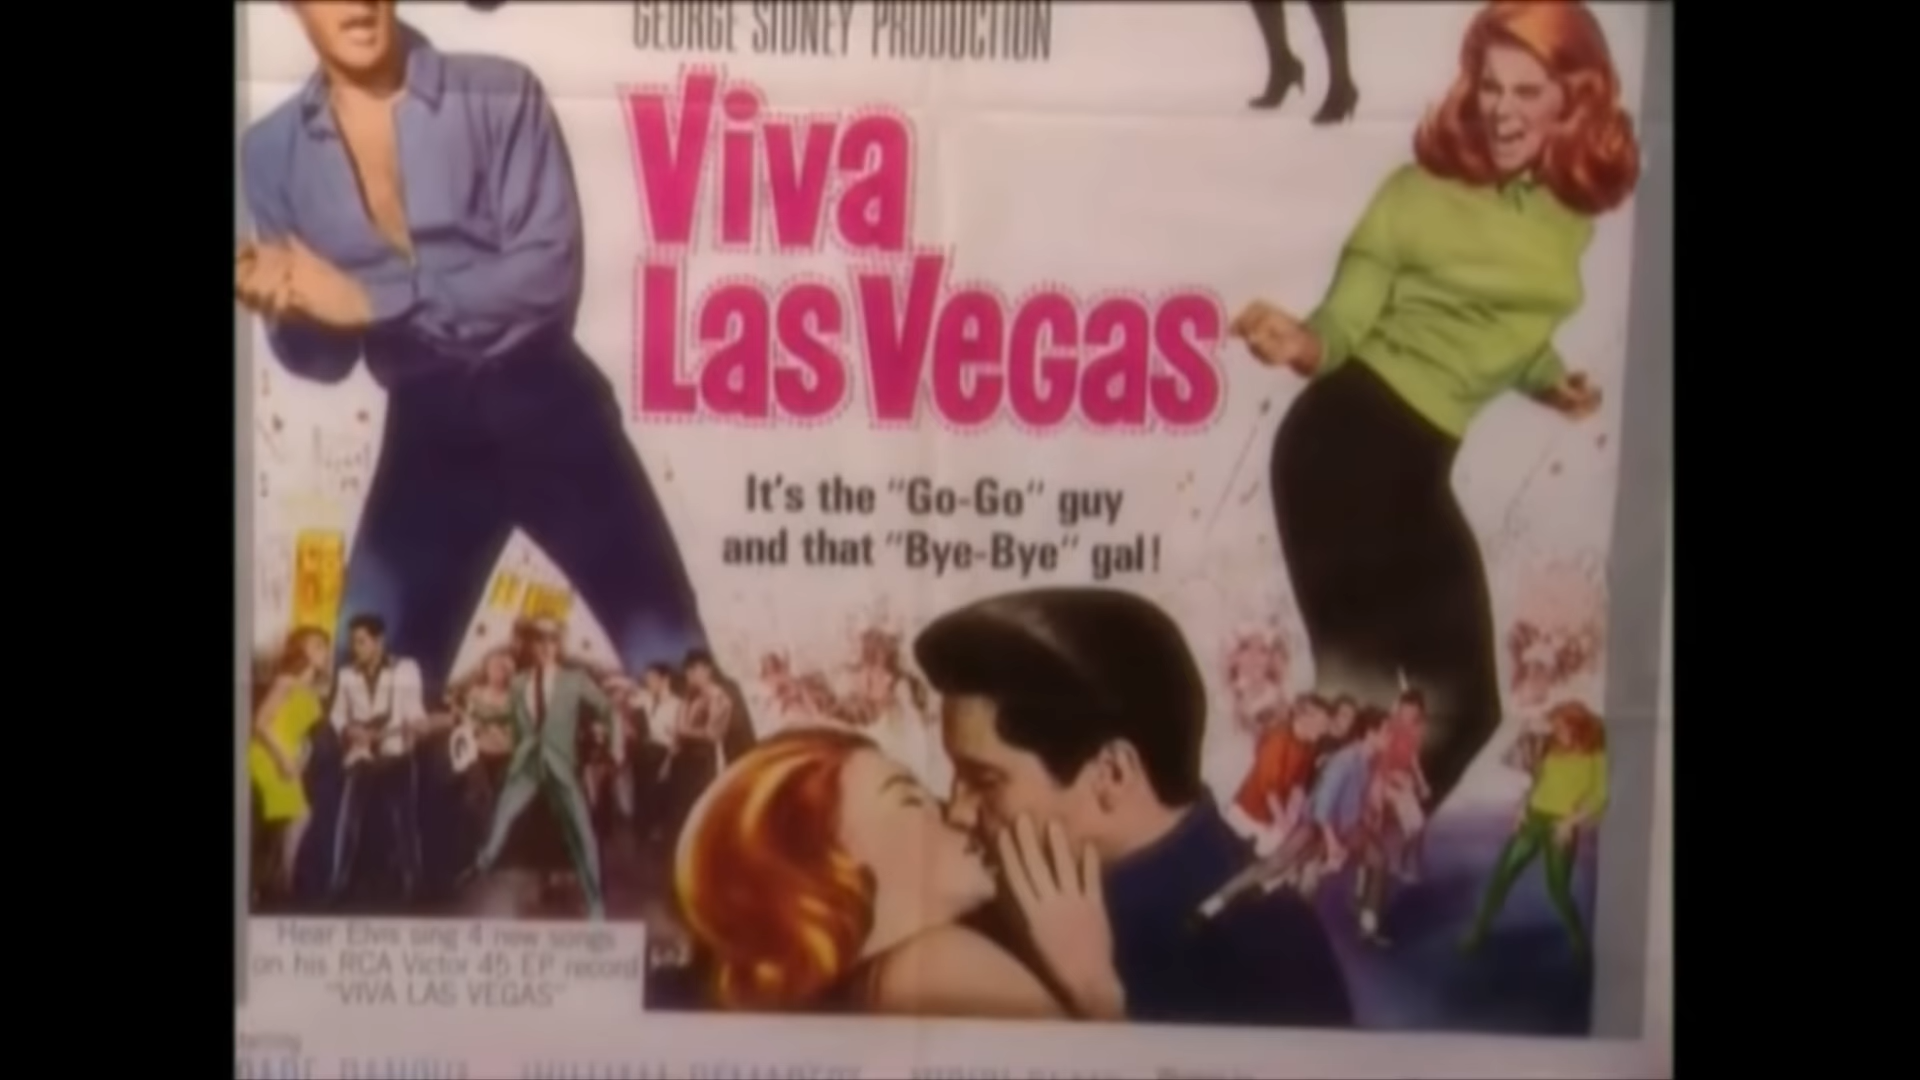 GEORGE SIDNEY PRODUCTION
Viva
Las Vegas
It's the "Go-Go" guy
and that "Bye-Bye" gal!
Hear Elvis sing 4 new songs
on his RCA Victor 45 EP record
"VIVA LAS VEGAS"